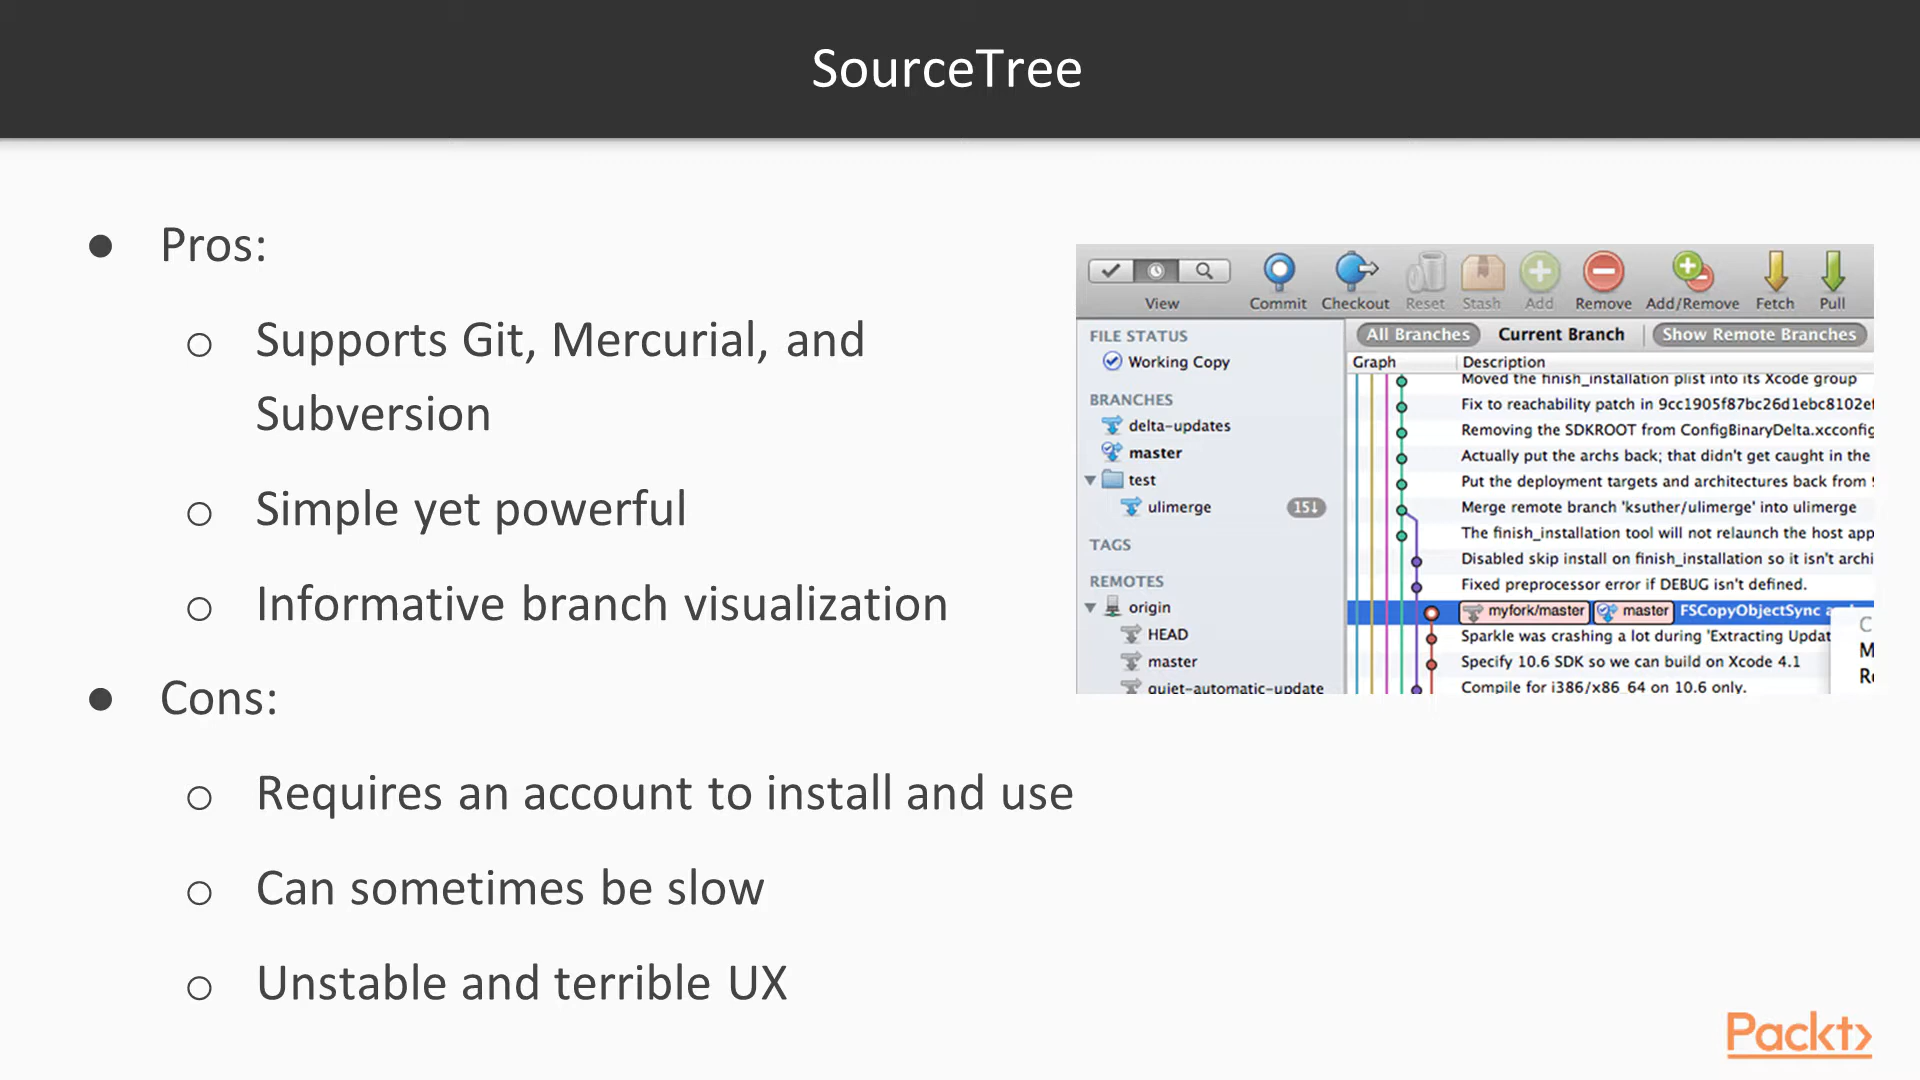 SourceTree
● Pros:
○ Supports Git, Mercurial, and
Subversion
○ Simple yet powerful
○ Informative branch visualization
● Cons:
○ Requires an account to install and use
○ Can sometimes be slow
○ Unstable and terrible UX
View Commit Checkout Reset Stash Add Remove Add/Remove Fetch Pull
FILE STATUS
Working Copy
BRANCHES
delta-updates
master
test
ulimerge 15↓
TAGS
REMOTES
origin
HEAD
master
quiet-automatic-update
All Branches Current Branch Show Remote Branches
Graph Description
Moved the finish_installation plist into its Xcode group
Fix to reachability patch in 9cc1905f87bc26d1ebc8102e
Removing the SDKROOT from ConfigBinaryDelta.xcconfig
Actually put the archs back; that didn't get caught in the
Put the deployment targets and architectures back from
Merge remote branch 'ksuther/ulimerge' into ulimerge
The finish_installation tool will not relaunch the host app
Disabled skip install on finish_installation so it isn't archi
Fixed preprocessor error if DEBUG isn't defined.
myfork/master master FSCopyObjectSync
Sparkle was crashing a lot during 'Extracting Updat
Specify 10.6 SDK so we can build on Xcode 4.1
Compile for i386/x86_64 on 10.6 only.
Packt>